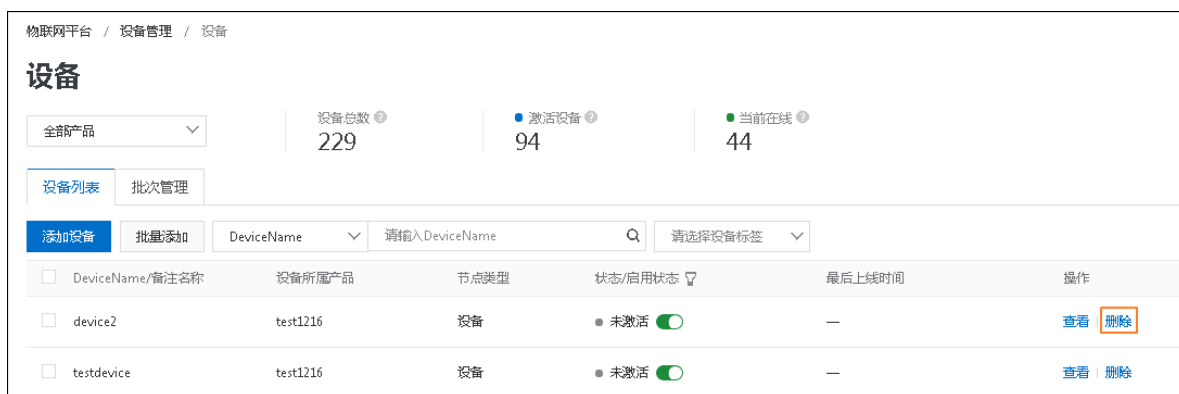 物联网平台 / 设备管理 / 设备
设备
全部产品
设备总数
229
激活设备
94
当前在线
44
设备列表 批次管理
添加设备 批量添加 DeviceName 请输入DeviceName 请选择设备标签
DeviceName/备注名称 设备所属产品 节点类型 状态/启用状态 最后上线时间 操作
device2 test1216 设备 未激活 — 查看 删除
testdevice test1216 设备 未激活 — 查看 删除